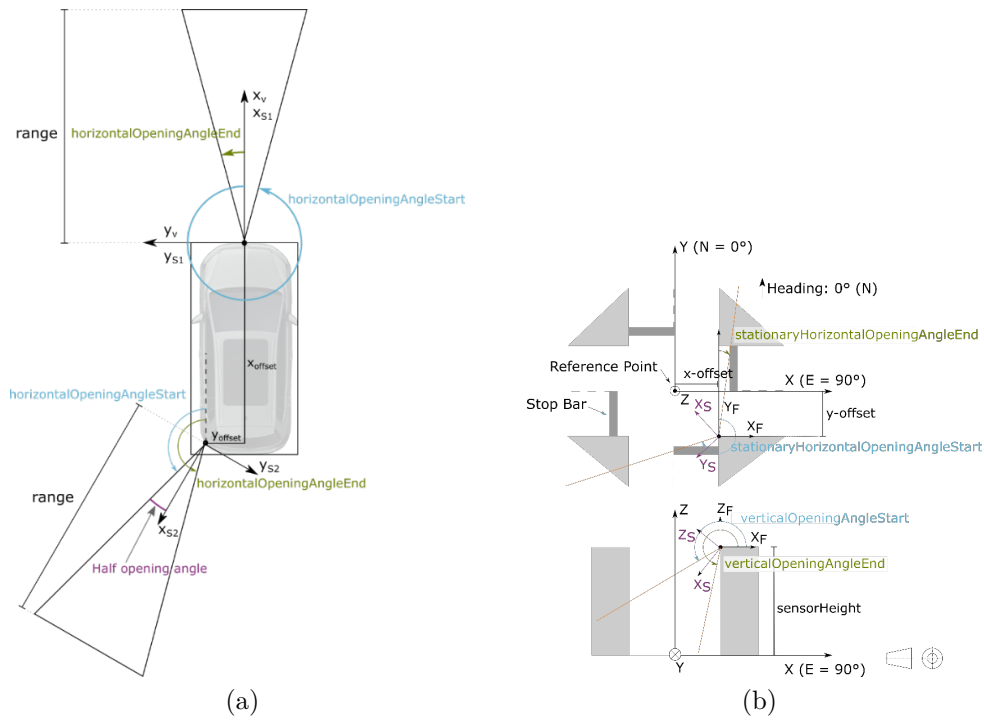 x_v
x_S1
range
horizontalOpeningAngleEnd
horizontalOpeningAngleStart
y_v
y_S1
x_offset
horizontalOpeningAngleStart
y_offset
y_S2
horizontalOpeningAngleEnd
range
x_S2
Half opening angle
(a)
Y (N = 0°)
Heading: 0° (N)
stationaryHorizontalOpeningAngleEnd
Reference Point
x-offset
X (E = 90°)
Z
X_S
Y_F
y-offset
Stop Bar
X_F
stationaryHorizontalOpeningAngleStart
Y_S
Z
Z_F
verticalOpeningAngleStart
Z_S
X_F
verticalOpeningAngleEnd
X_S
sensorHeight
Y
X (E = 90°)
(b)